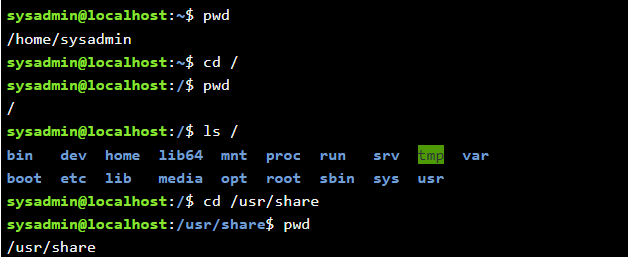 sysadmin@localhost:~$ pwd
/home/sysadmin
sysadmin@localhost:~$ cd /
sysadmin@localhost:/$ pwd
/
sysadmin@localhost:/$ ls /
bin dev home lib64 mnt proc run srv tmp var
boot etc lib media opt root sbin sys usr
sysadmin@localhost:/$ cd /usr/share
sysadmin@localhost:/usr/share$ pwd
/usr/share